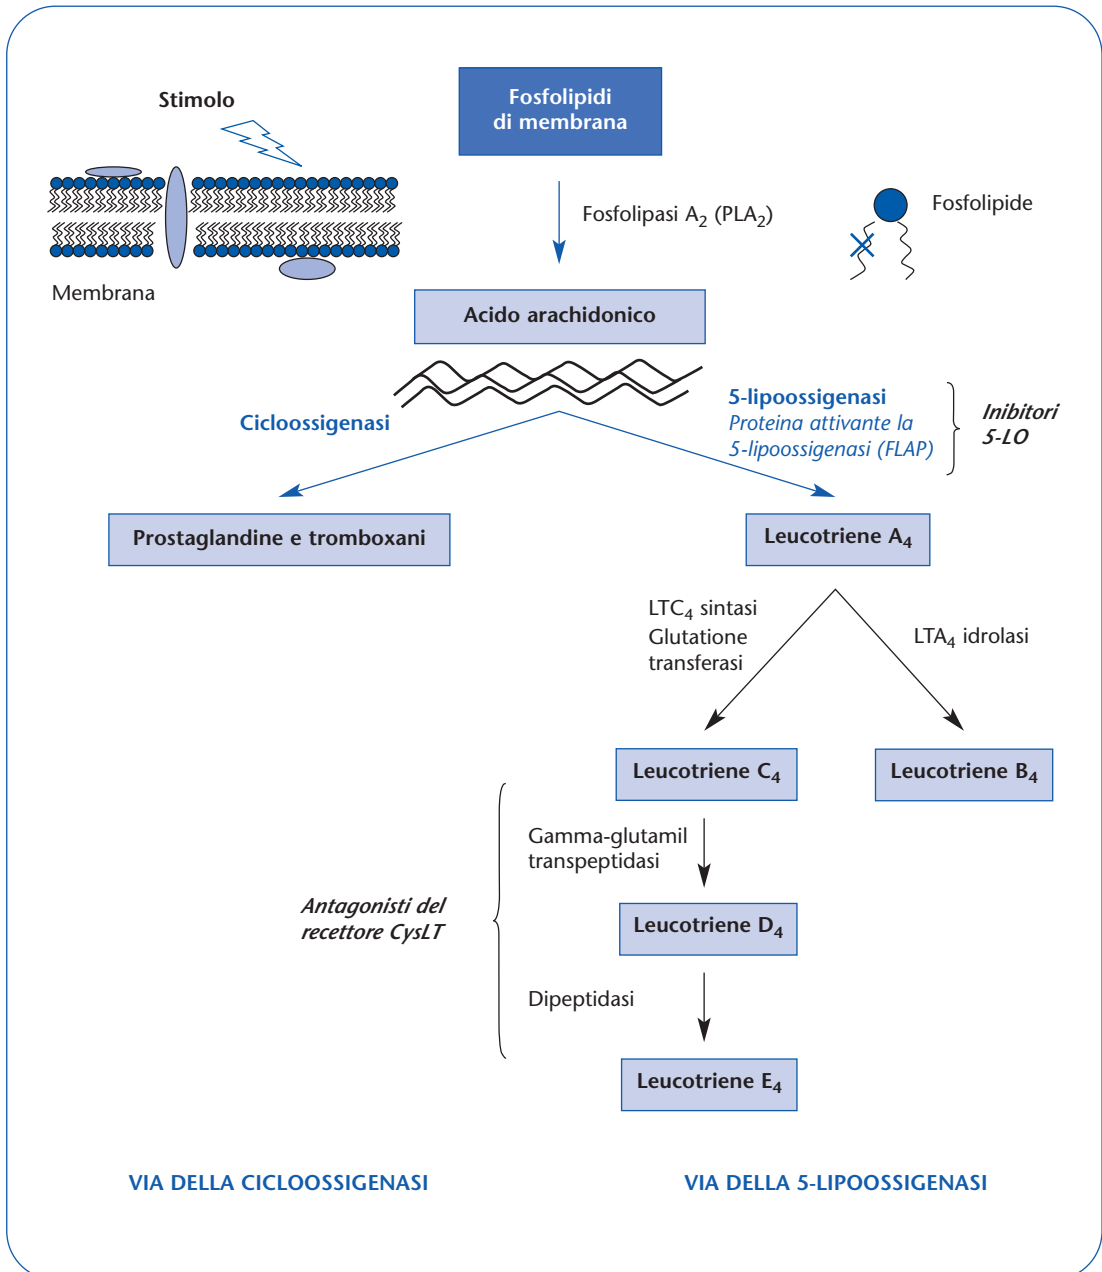 Stimolo
Fosfolipidi
di membrana
Fosfolipasi A2 (PLA2)
Fosfolipide
Membrana
Acido arachidonico
Cicloossigenasi
5-lipoossigenasi
Proteina attivante la
5-lipoossigenasi (FLAP)
Inibitori
5-LO
Prostaglandine e tromboxani
Leucotriene A4
LTC4 sintasi
Glutatione
transferasi
LTA4 idrolasi
Leucotriene C4
Leucotriene B4
Gamma-glutamil
transpeptidasi
Antagonisti del
recettore CysLT
Leucotriene D4
Dipeptidasi
Leucotriene E4
VIA DELLA CICLOOSSIGENASI
VIA DELLA 5-LIPOOSSIGENASI